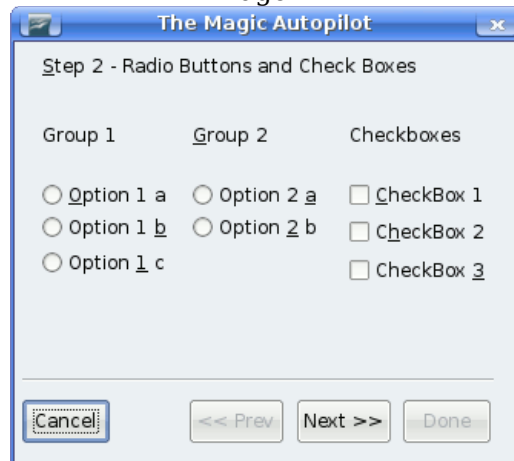 The Magic Autopilot
Step 2 - Radio Buttons and Check Boxes
Group 1 Group 2 Checkboxes
Option 1 a Option 2 a CheckBox 1
Option 1 b Option 2 b CheckBox 2
Option 1 c CheckBox 3
Cancel << Prev Next >> Done